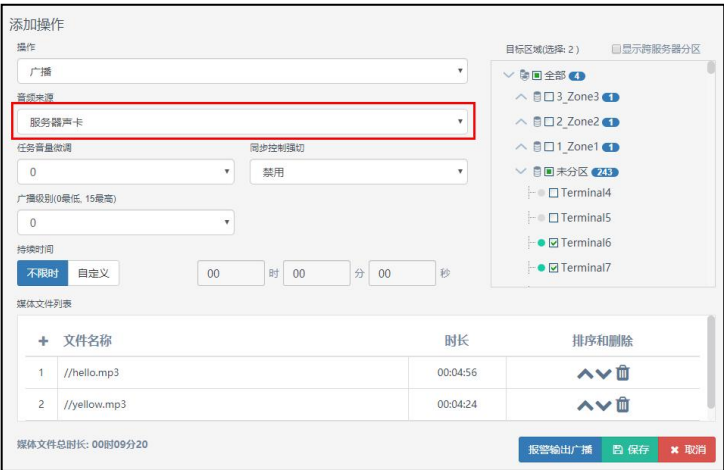 添加操作
操作
广播
音频来源
服务器声卡
任务音量微调
同步控制强切
0
禁用
广播级别(0最低, 15最高)
0
持续时间
不限时 自定义 00 时 00 分 00 秒
目标区域(选择: 2 ) 显示跨服务器分区
全部 4
3_Zone3 1
2_Zone2 1
1_Zone1 1
未分区 243
Terminal4
Terminal5
Terminal6
Terminal7
媒体文件列表
+ 文件名称 时长 排序和删除
1 //hello.mp3 00:04:56
2 //yellow.mp3 00:04:24
媒体文件总时长: 00时09分20
报警输出广播 保存 取消